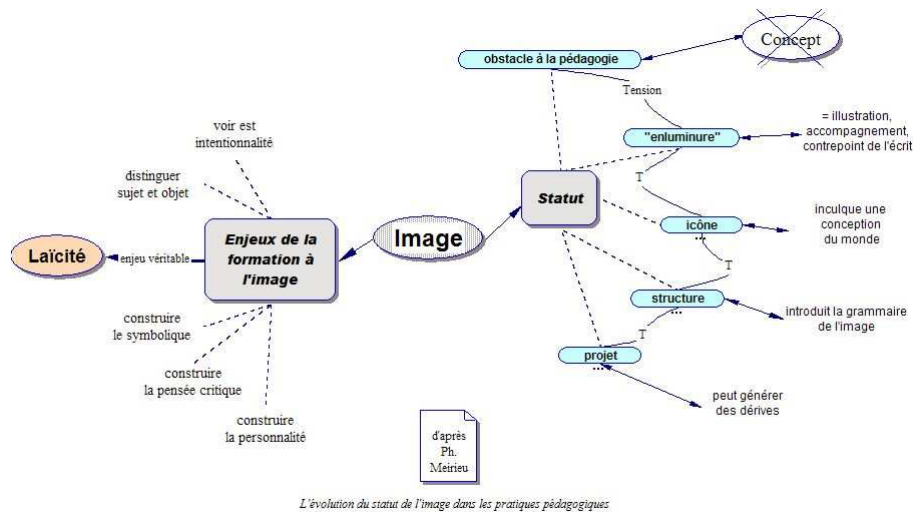 Concept
obstacle à la pédagogie
Tension
"enluminure"
= illustration,
accompagnement,
contrepoint de l'écrit
T
voir est
intentionnalité
distinguer
sujet et objet
Statut
icône
...
inculque une
conception
du monde
Image
Enjeux de la
formation à
l'image
enjeu véritable
Laïcité
T
structure
...
introduit la grammaire
de l'image
construire
le symbolique
T
projet
...
construire
la pensée critique
peut générer
des dérives
construire
la personnalité
d'après
Ph.
Meirieu
L'évolution du statut de l'image dans les pratiques pédagogiques